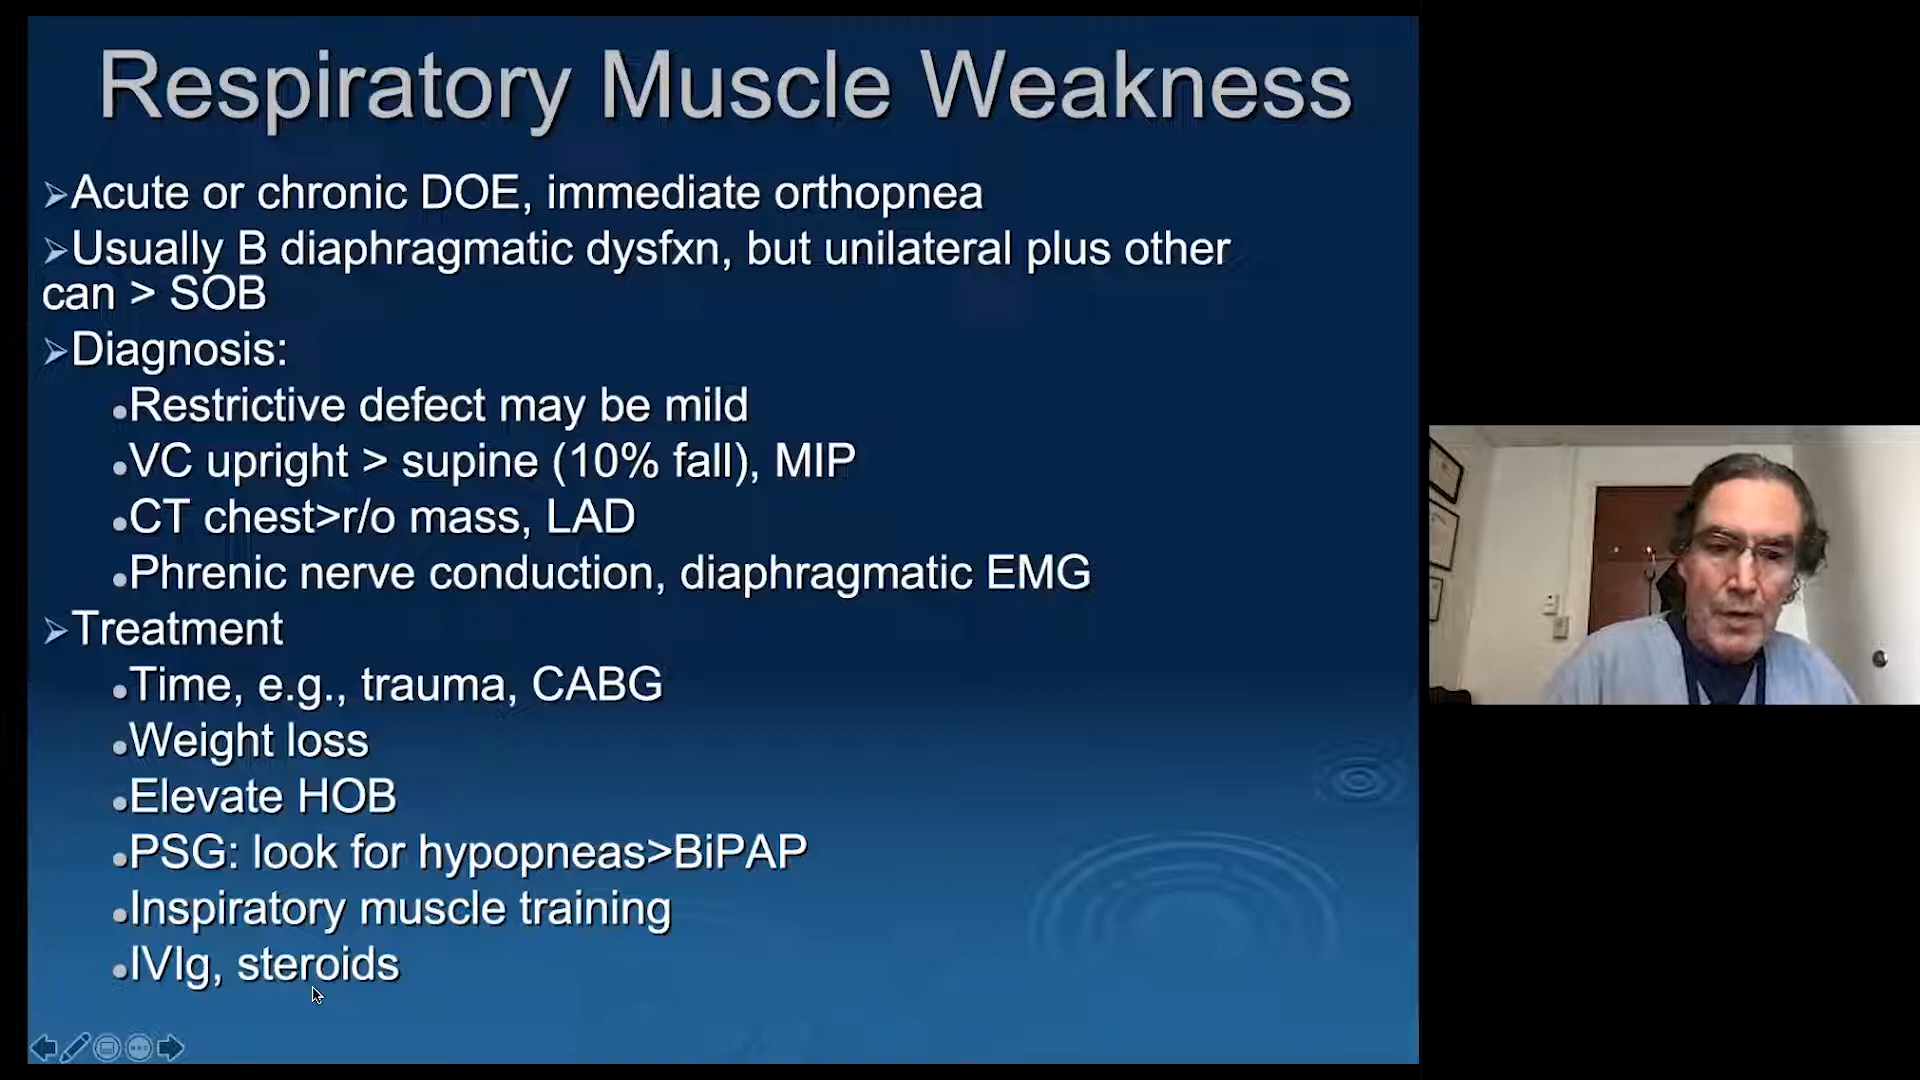 Respiratory Muscle Weakness
➢Acute or chronic DOE, immediate orthopnea
➢Usually B diaphragmatic dysfxn, but unilateral plus other
can > SOB
➢Diagnosis:
•Restrictive defect may be mild
•VC upright > supine (10% fall), MIP
•CT chest>r/o mass, LAD
•Phrenic nerve conduction, diaphragmatic EMG
➢Treatment
•Time, e.g., trauma, CABG
•Weight loss
•Elevate HOB
•PSG: look for hypopneas>BiPAP
•Inspiratory muscle training
•IVIg, steroids